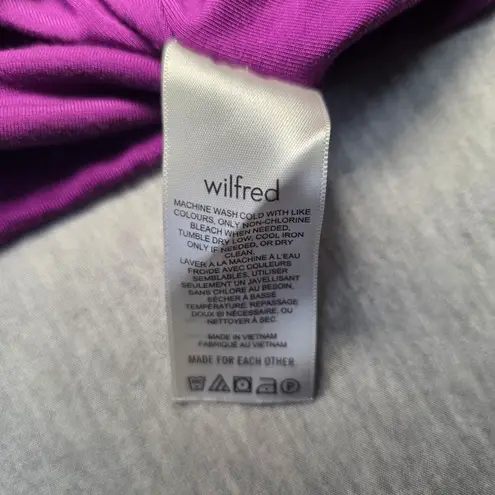 wilfred
MACHINE WASH COLD WITH LIKE
COLOURS, ONLY NON-CHLORINE
BLEACH WHEN NEEDED,
TUMBLE DRY LOW, COOL IRON
ONLY IF NEEDED, OR DRY
CLEAN.
LAVER À LA MACHINE À L'EAU
FROIDE AVEC COULEURS
SEMBLABLES, UTILISER
SEULEMENT UN JAVELLISANT
SANS CHLORE AU BESOIN,
SÉCHER À BASSE
TEMPÉRATURE, REPASSAGE
DOUX SI NÉCESSAIRE, OU
NETTOYER À SEC.
MADE IN VIETNAM
FABRIQUÉ AU VIETNAM
MADE FOR EACH OTHER